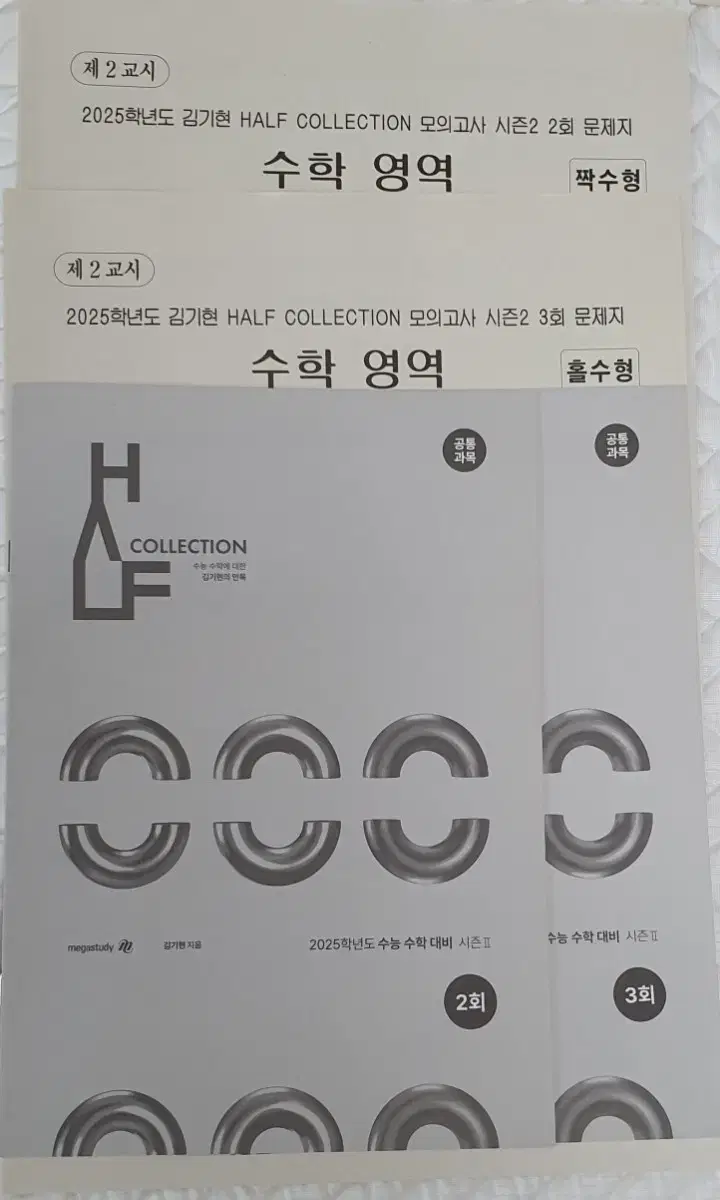 제 2 교시
2025학년도 김기현 HALF COLLECTION 모의고사 시즌2 2회 문제지
수학 영역
짝수형
제 2 교시
2025학년도 김기현 HALF COLLECTION 모의고사 시즌2 3회 문제지
수학 영역
홀수형
공통
과목
공통
과목
HALF
COLLECTION
수능 수학에 대한
김기현의 만독
megastudy
김기현 지음
2025학년도 수능 수학 대비 시즌Ⅱ
수능 수학 대비 시즌Ⅱ
2회
3회